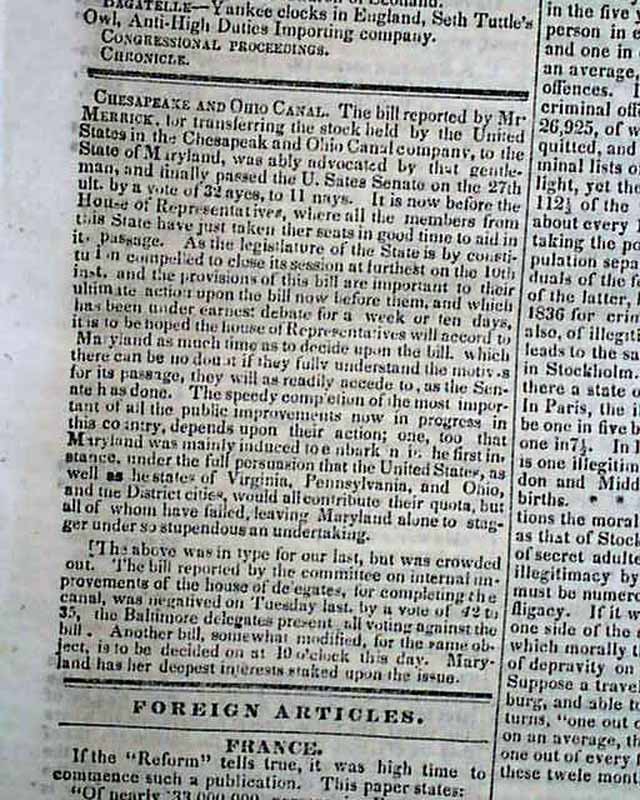 BAGATELLE—Yankee clocks in England, Seth Tuttle's
Owl, Anti-High Duties Importing company.
CONGRESSIONAL PROCEEDINGS.
CHRONICLE.
CHESAPEAKE AND OHIO CANAL. The bill reported by Mr
MERRICK, for transferring the stock held by the United
States in the Chesapeak and Ohio Canal company, to the
State of Maryland, was ably advocated by that gentle-
man, and finally passed the U. Sates Senate on the 27th
ult. by a vote of 32 ayes, to 11 nays. It is now before the
House of Representatives, where all the members from
this State have just taken ther seats in good time to aid in
its passage. As the legislature of the State is by consti-
tu i n compelled to close its session at furthest on the 10th
inst. and the provisions of this bill are important to their
ultimate action upon the bill now before them, and which
has been under earnest debate for a week or ten days,
it is to be hoped the house of Representatives will accord to
Maryland as much time as to decide upon the bill, which
there can be no doubt if they fully understand the motiv.s
for its passage, they will as readily accede to, as the Sen-
ate has done. The speedy completion of the most impor-
tant of all the public improvements now in progress in
this country, depends upon their action; one, too that
Maryland was mainly induced to e nbark n i. he first in-
stance, under the full persuasion that the United States, as
well as he states of Virginia, Pennsylvania, and Ohio,
and the District cities, would all contribute their quota, but
all of whom have failed, leaving Maryland alone to stag-
ger under so stupendous an undertaking.
[The above was in type for our last, but was crowded
out. The bill reported by the committee on internal im-
provements of the house of delegates, for completing the
canal, was negatived on Tuesday last, by a vote of 42 to
35, the Baltimore delegates present all voting against the
bill. Another bill, somewhat modified, for the same ob-
ject, is to be decided on at 10 o'clock this day. Mary-
land has her deepest interests staked upon the issue.
FOREIGN ARTICLES.
FRANCE.
If the "Reform" tells true, it was high time to
commence such a publication. This paper states:
"Of nearly 33,000,000
in the five
person in e
and one in
an average,
offences. I
criminal off
26,925, of w
quitted, and
minal lists o
light, yet the
112½ of the
about every
taking the po
pulation sepa
duals of the f
of the latter,
1836 for crim
also, of illegiti
leads to the sa
in Stockholm.
there a state o
In Paris, the i
be one in five b
one in 7½. In
is one illegitin
don and Midd
births. * *
tions the moral
as that of Stock
of secret adulte
illegitimacy by
must be numero
fligacy. If it w
one side of the
which morally t
of depravity on
Suppose a travel
burg, and able to
turns, "one out o
on an average, th
one out of every
these twele mont